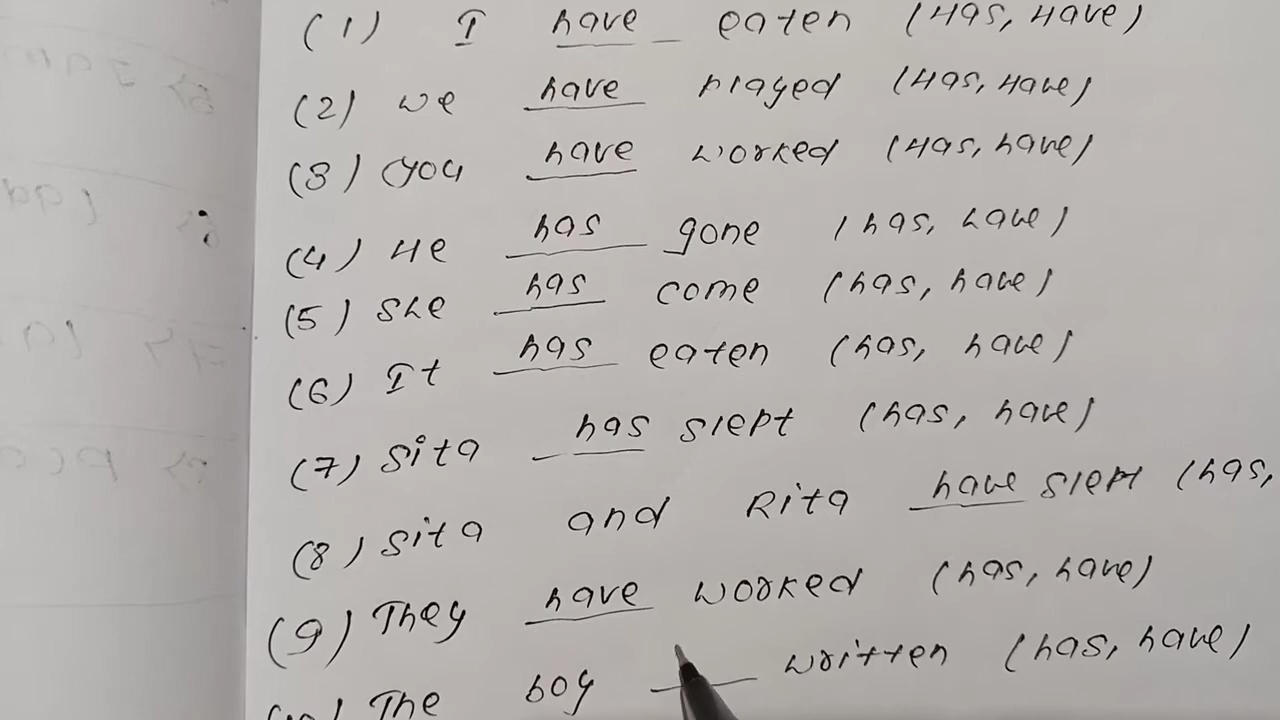 (1) I have eaten (Has, Have)
(2) we have played (Has, Have)
(3) you have worked (Has, have)
(4) He has gone (has, have)
(5) She has come (has, have)
(6) It has eaten (has, have)
(7) Sita has slept (has, have)
(8) Sita and Rita have slept (has,
(9) They have worked (has, have)
(10) The boy ___ written (has, have)